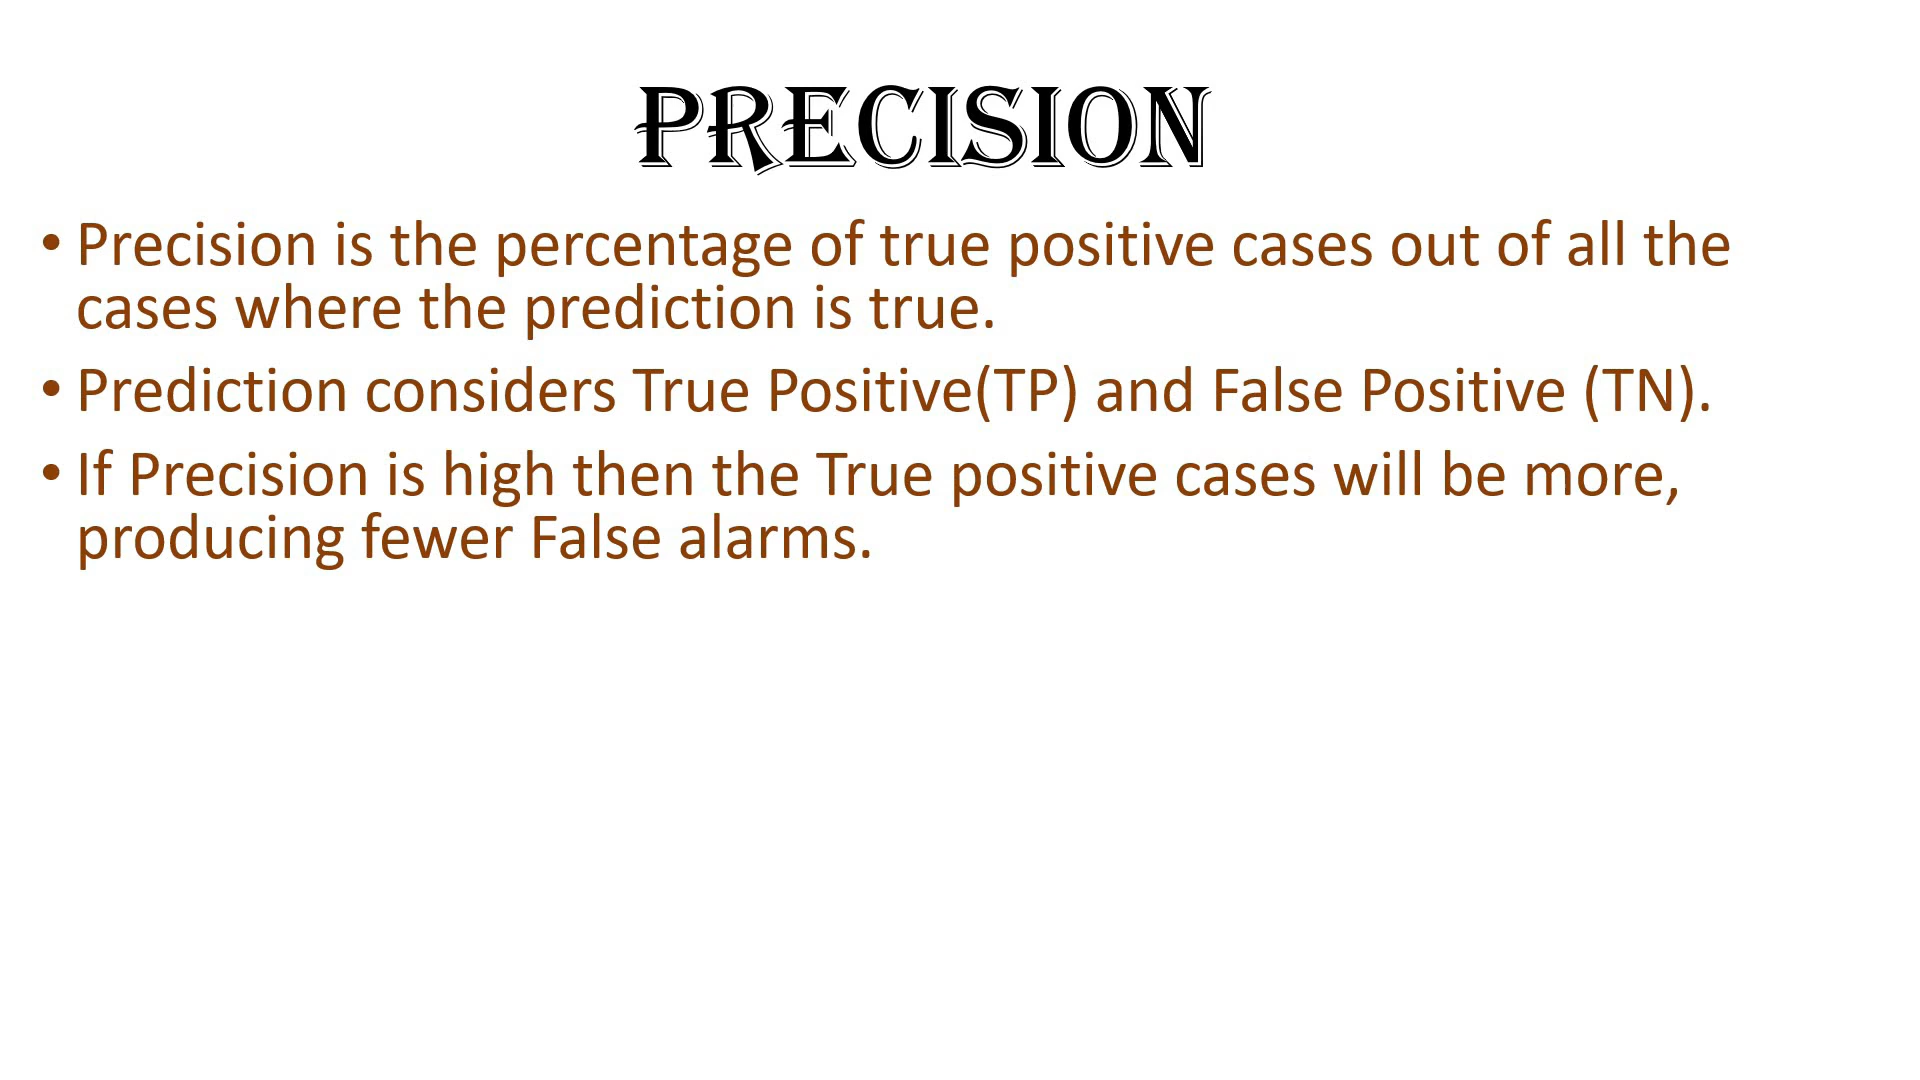 PRECISION
• Precision is the percentage of true positive cases out of all the
cases where the prediction is true.
• Prediction considers True Positive(TP) and False Positive (TN).
• If Precision is high then the True positive cases will be more,
producing fewer False alarms.